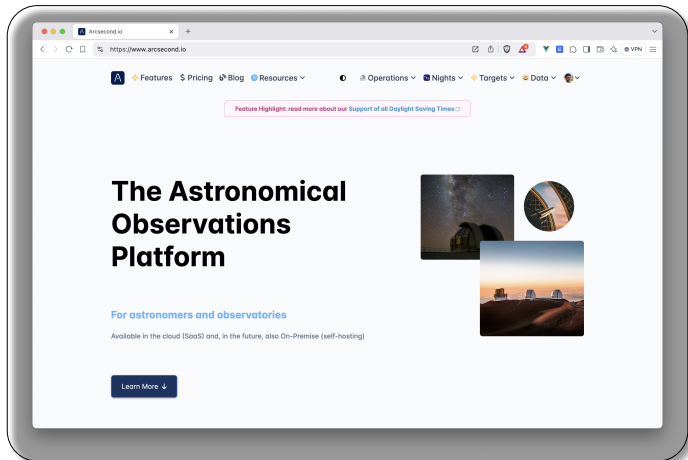 Arcsecond.io
https://www.arcsecond.io
VPN
Features $ Pricing Blog Resources Operations Nights Targets Data
Feature Highlight: read more about our Support of all Daylight Saving Times
The Astronomical
Observations
Platform
For astronomers and observatories
Available in the cloud (SaaS) and, in the future, also On-Premise (self-hosting)
Learn More ↓